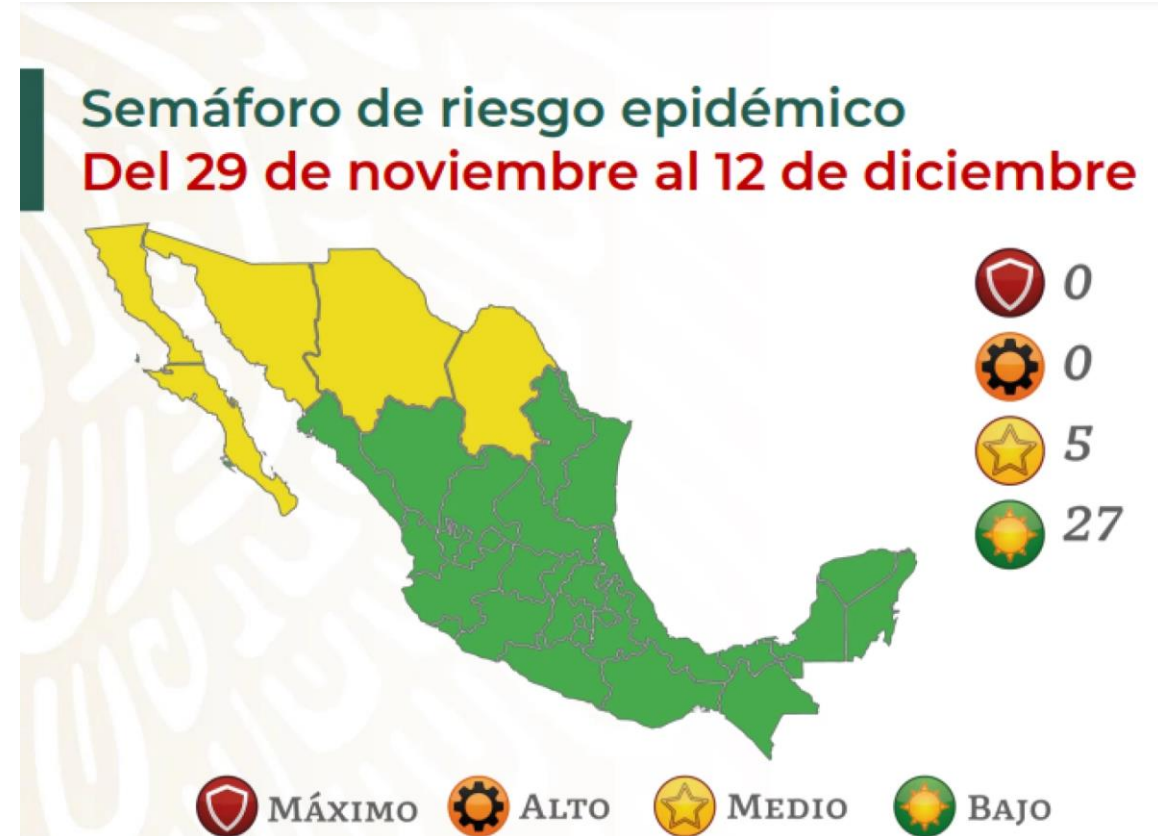 Semáforo de riesgo epidémico
Del 29 de noviembre al 12 de diciembre
0
0
5
27
MÁXIMO ALTO MEDIO BAJO